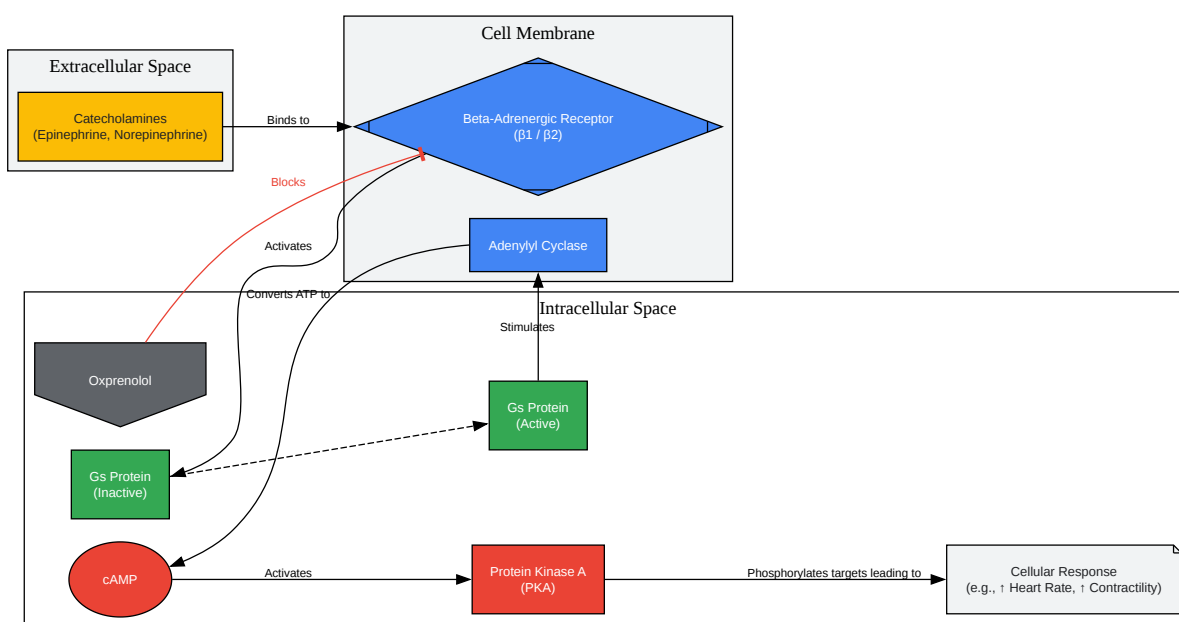 Cell Membrane
Extracellular Space
Catecholamines
(Epinephrine, Norepinephrine)
Binds to
Beta-Adrenergic Receptor
(β1 / β2)
Blocks
Activates
Adenylyl Cyclase
Converts ATP to
Intracellular Space
Stimulates
Oxprenolol
Gs Protein
(Active)
Gs Protein
(Inactive)
cAMP
Activates
Protein Kinase A
(PKA)
Phosphorylates targets leading to
Cellular Response
(e.g., ↑ Heart Rate, ↑ Contractility)